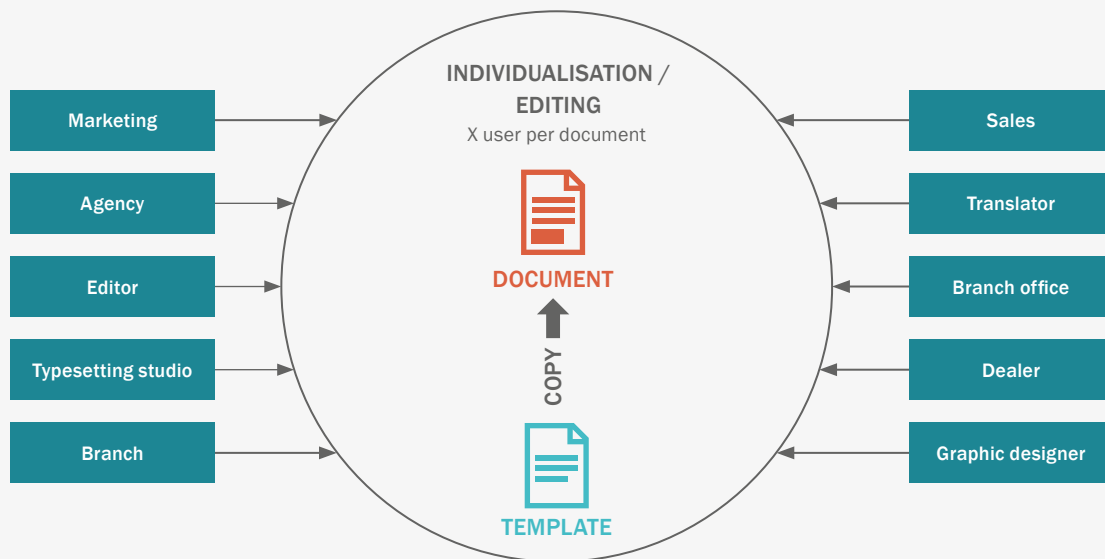 INDIVIDUALISATION /
EDITING
X user per document
Marketing
Agency
Editor
Typesetting studio
Branch
DOCUMENT
COPY
TEMPLATE
Sales
Translator
Branch office
Dealer
Graphic designer